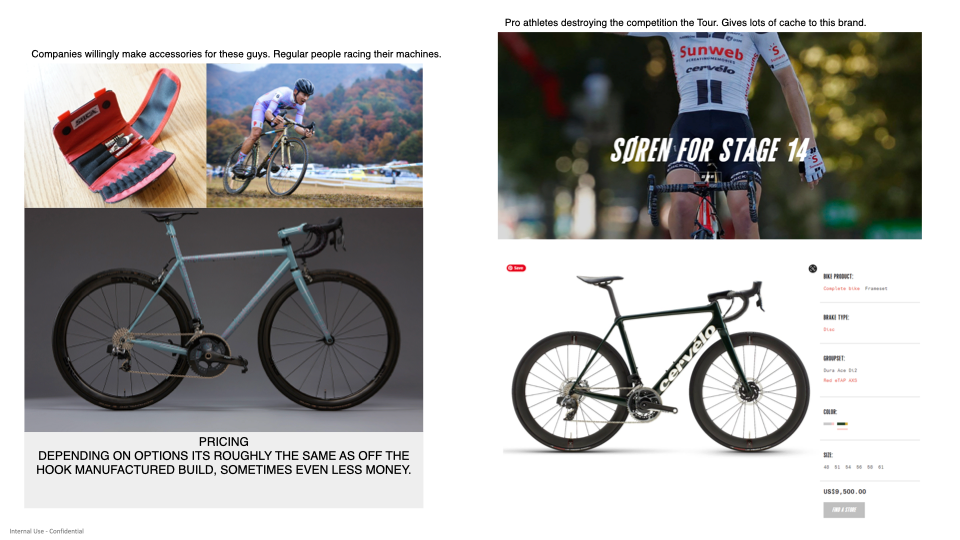 Companies willingly make accessories for these guys. Regular people racing their machines.
SILCA
PRICING
DEPENDING ON OPTIONS ITS ROUGHLY THE SAME AS OFF THE
HOOK MANUFACTURED BUILD, SOMETIMES EVEN LESS MONEY.
Pro athletes destroying the competition the Tour. Gives lots of cache to this brand.
Sunweb
#CREATINGMEMORIES
cervélo
SØREN FOR STAGE 14
Save
cervélo
BIKE PRODUCT:
Complete bike Frameset
BRAKE TYPE:
Disc
GROUPSET:
Dura Ace Di2
Red eTAP AXS
COLOR:
SIZE:
48 51 54 56 58 61
US$9,500.00
FIND A STORE
Internal Use - Confidential